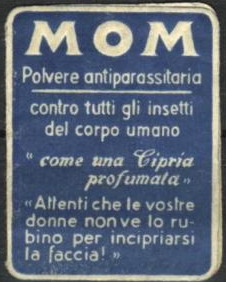 MOM
Polvere antiparassitaria
contro tutti gli insetti
del corpo umano
“ come una Cipria
profumata »
«Attenti che le vostre
donne non ve lo ru-
bino per incipriarsi
la faccia! »